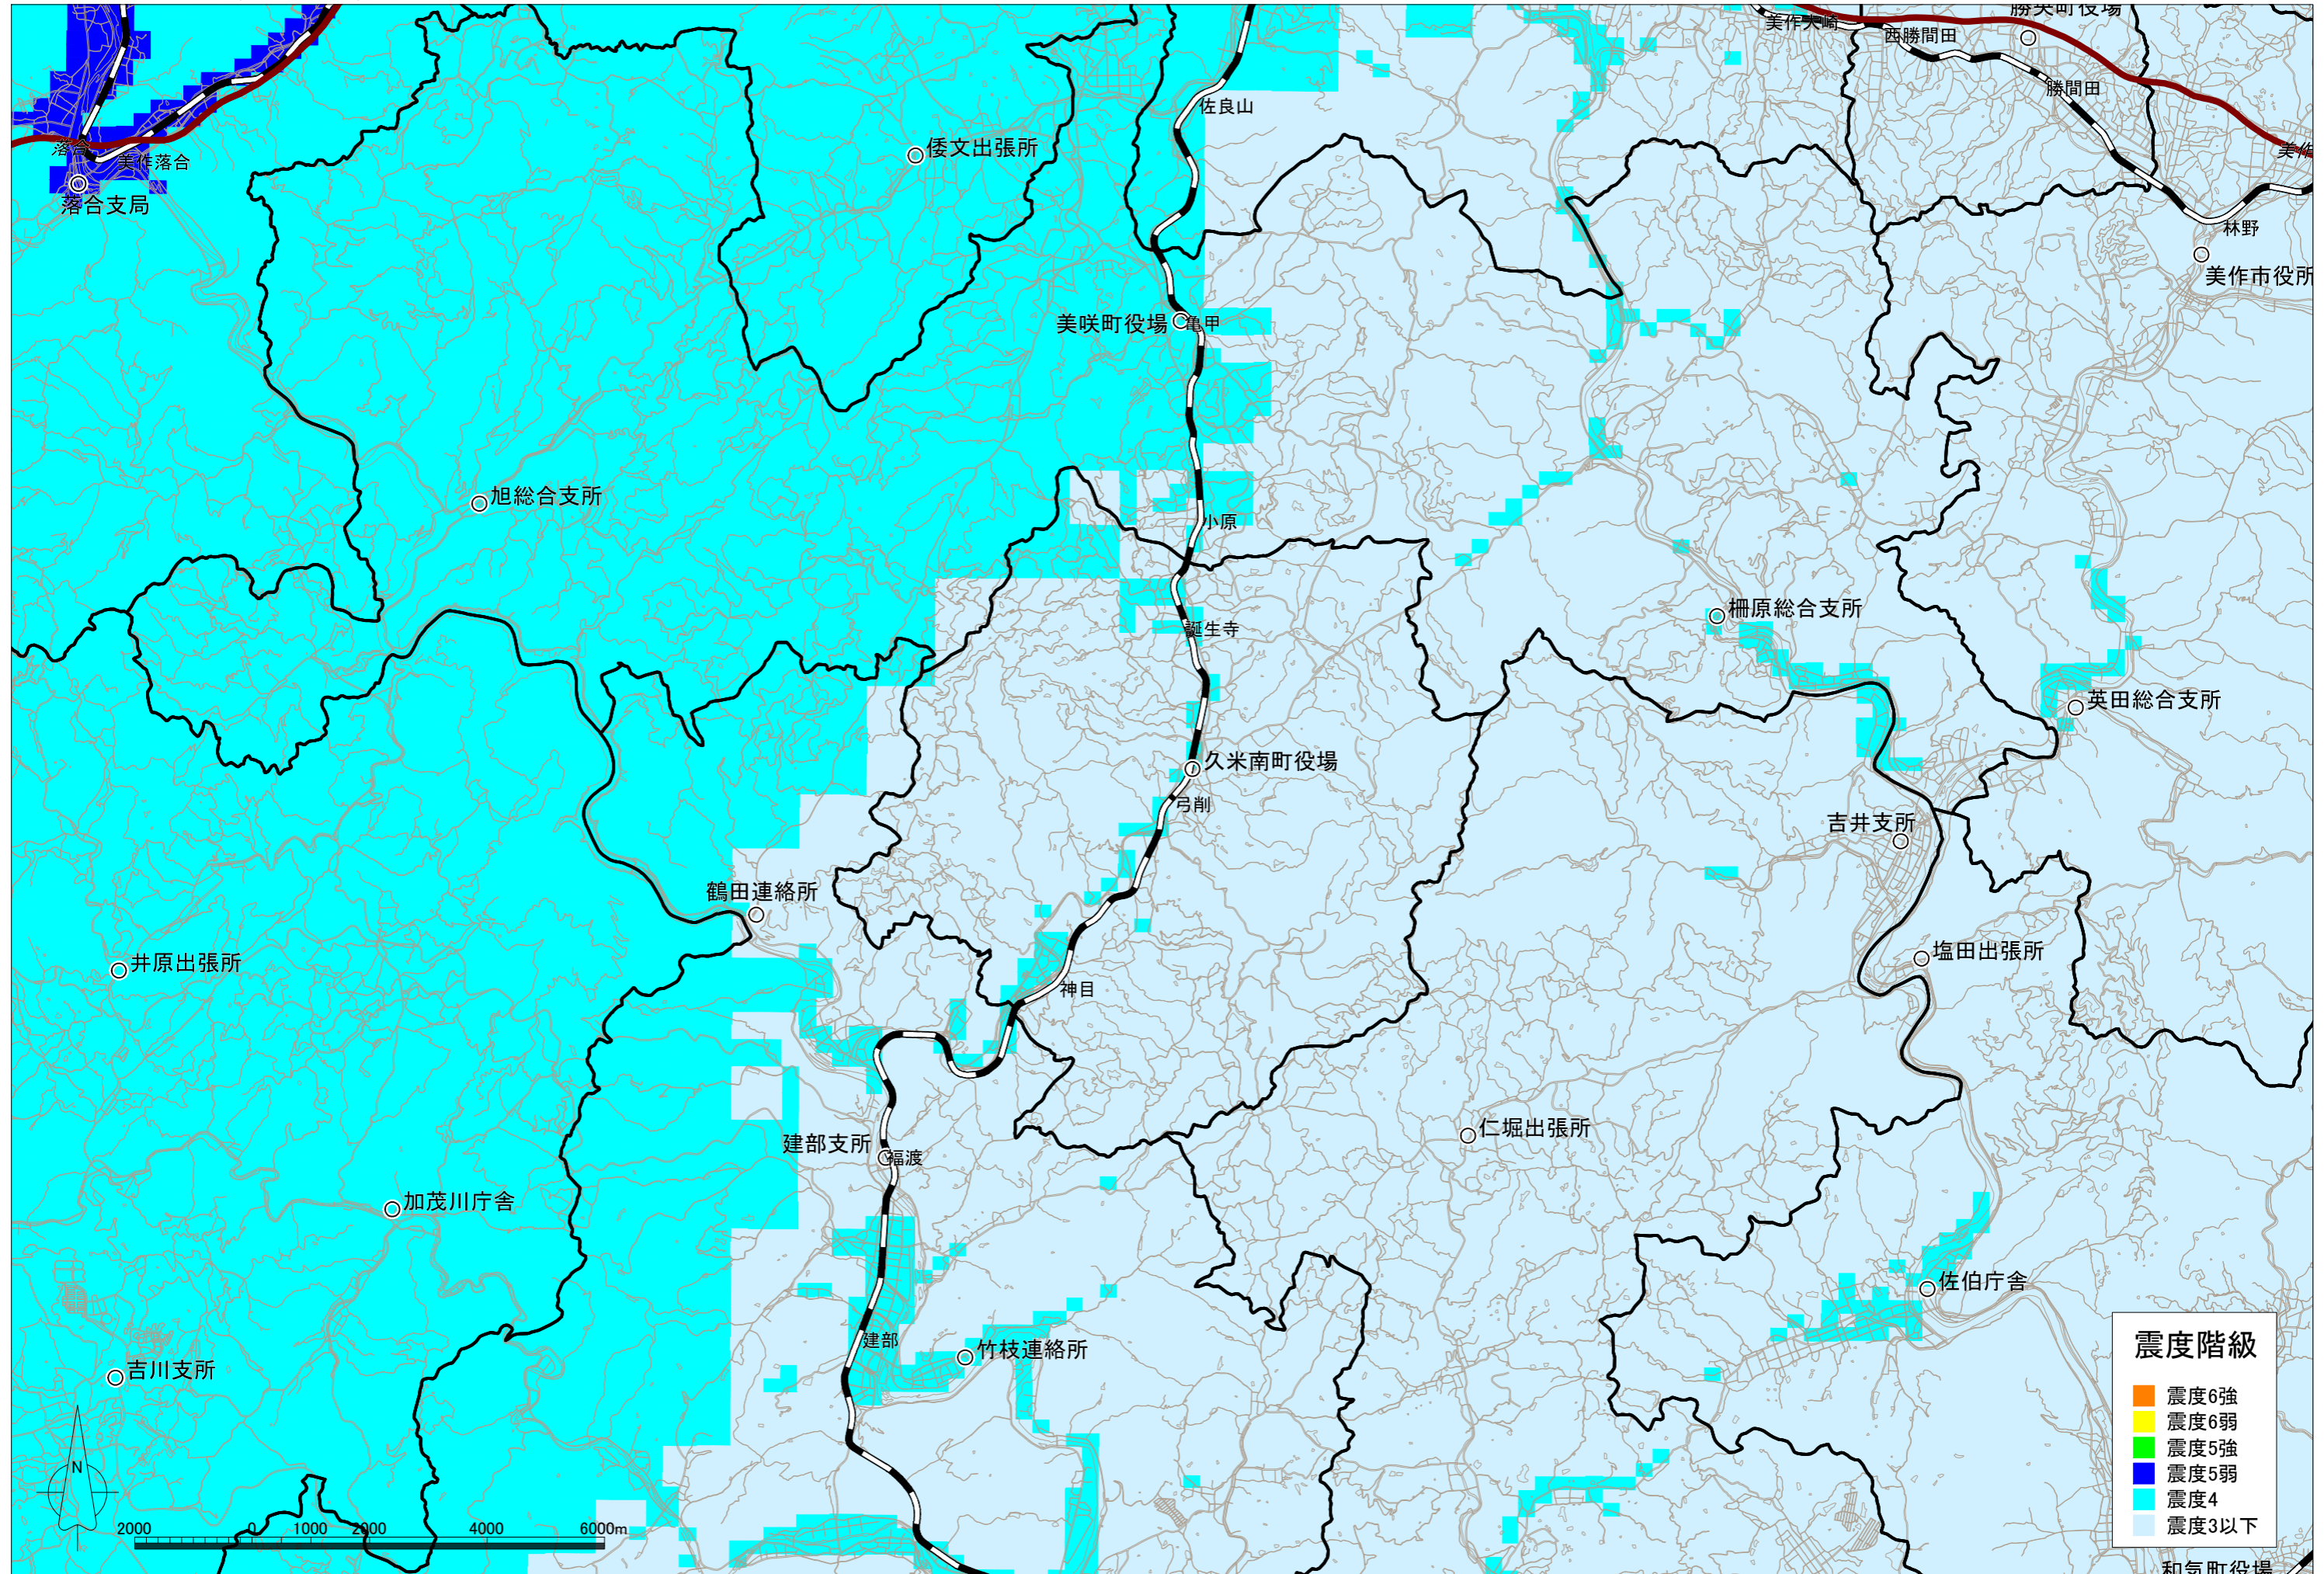 勝央町役場
美作大崎
西勝間田
勝間田
佐良山
倭文出張所
落合
美作落合
美作
落合支局
林野
美作市役所
美咲町役場
亀甲
旭総合支所
小原
柵原総合支所
誕生寺
英田総合支所
久米南町役場
弓削
吉井支所
鶴田連絡所
塩田出張所
井原出張所
神目
仁堀出張所
建部支所
福渡
加茂川庁舎
佐伯庁舎
建部
竹枝連絡所
吉川支所
震度階級
震度6強
震度6弱
震度5強
震度5弱
震度4
震度3以下
N
2000 0 1000 2000 4000 6000m
和気町役場